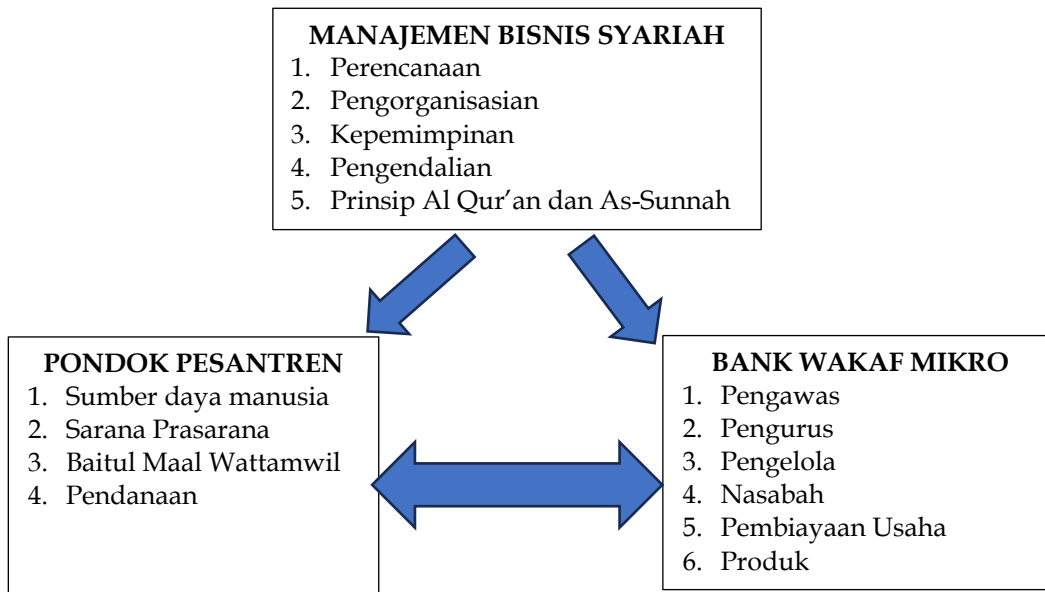 MANAJEMEN BISNIS SYARIAH
1. Perencanaan
2. Pengorganisasian
3. Kepemimpinan
4. Pengendalian
5. Prinsip Al Qur’an dan As-Sunnah
PONDOK PESANTREN
1. Sumber daya manusia
2. Sarana Prasarana
3. Baitul Maal Wattamwil
4. Pendanaan
BANK WAKAF MIKRO
1. Pengawas
2. Pengurus
3. Pengelola
4. Nasabah
5. Pembiayaan Usaha
6. Produk